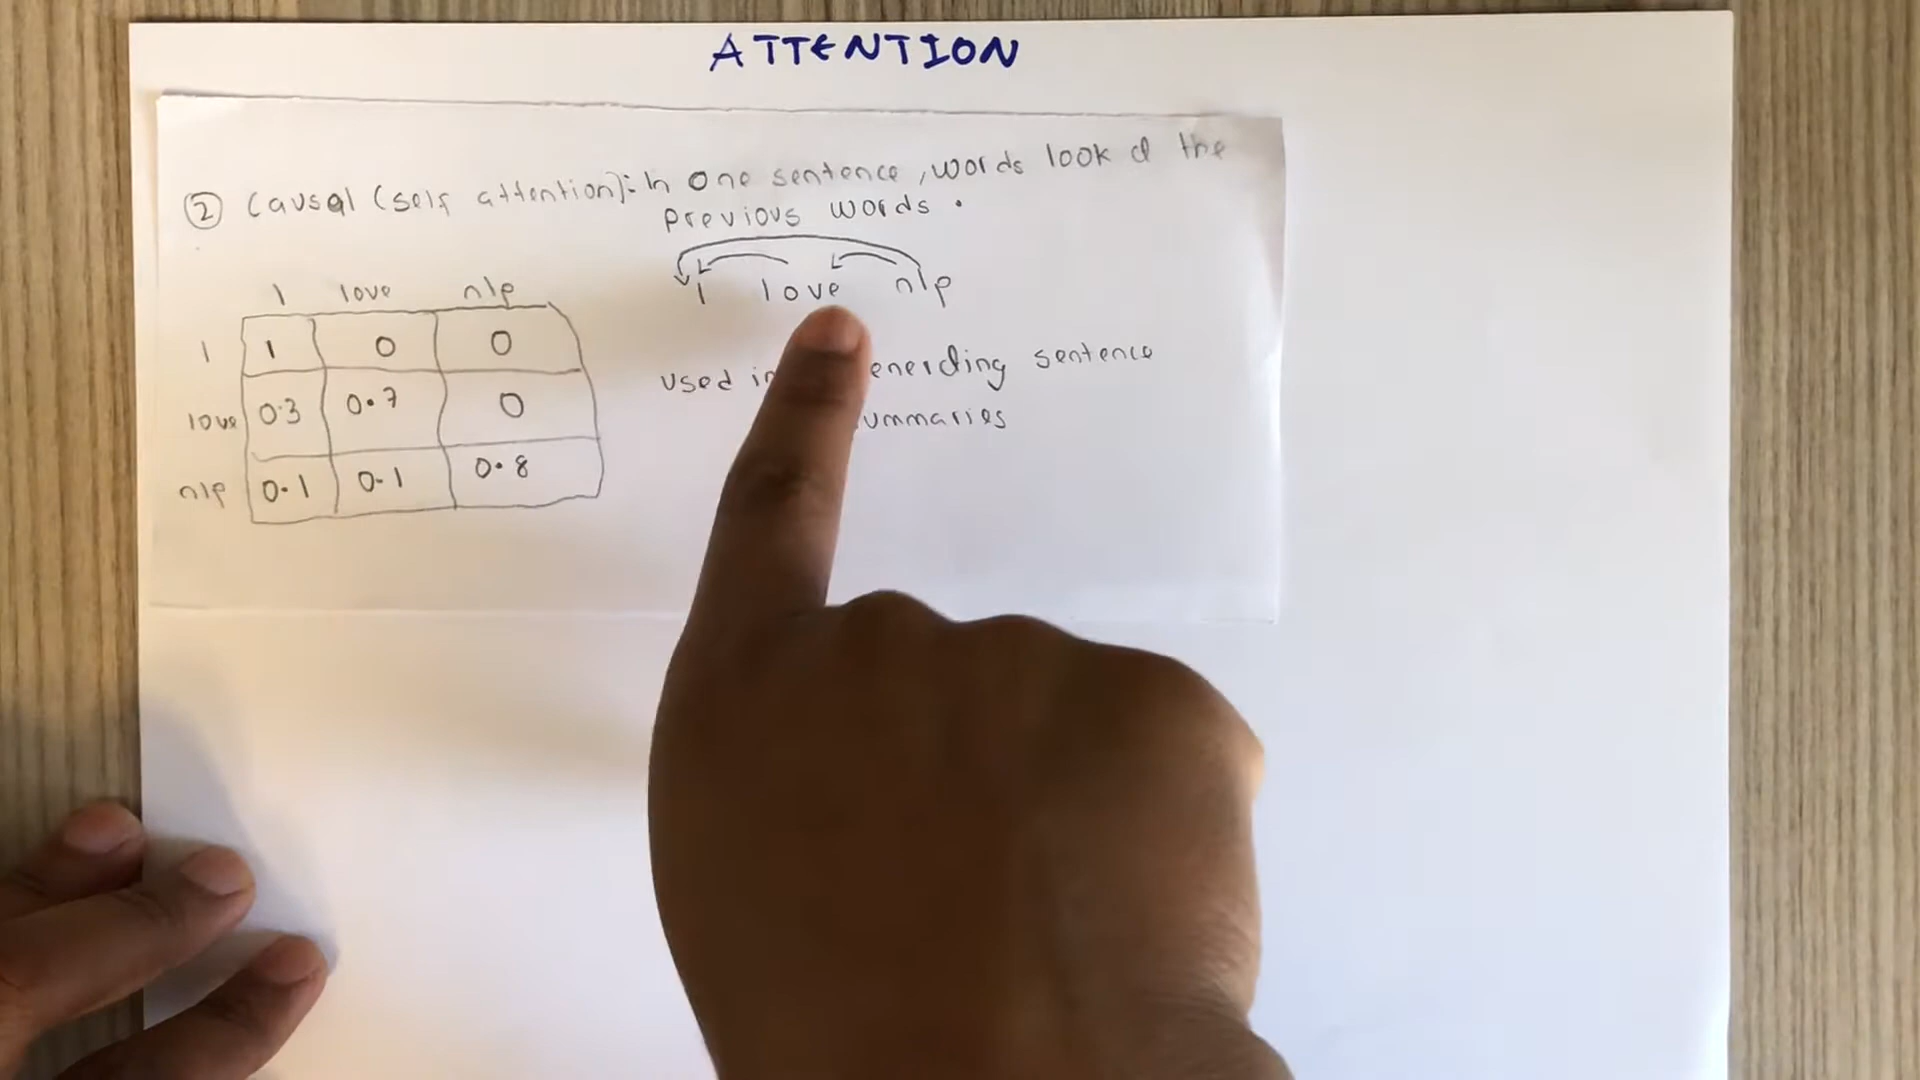 ATTENTION
② Causal (self attention): In one sentence, words look at the
previous words.
I love nlp
I love nlp
I 1 0 0
love 0.3 0.7 0
nlp 0.1 0.1 0.8
used in sentence